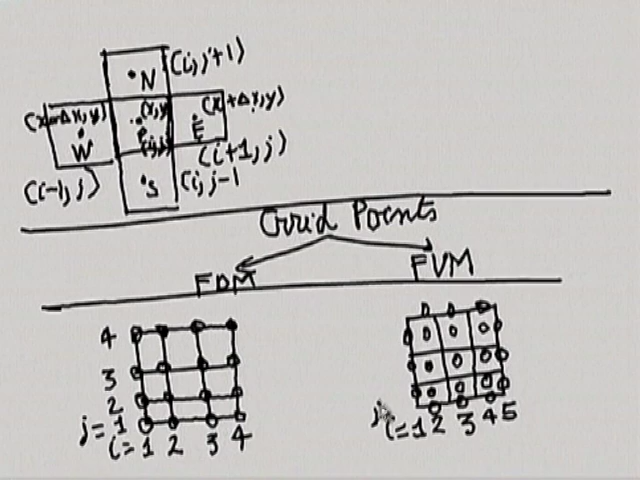 N (i, j+1)
(x-Δx, y) (x, y) (x+Δx, y)
W P E
(i, j) (i+1, j)
(i-1, j) S (i, j-1
Grid Points
FDM FVM
4
3
2
j=1
i=1 2 3 4
j
i=1 2 3 4 5